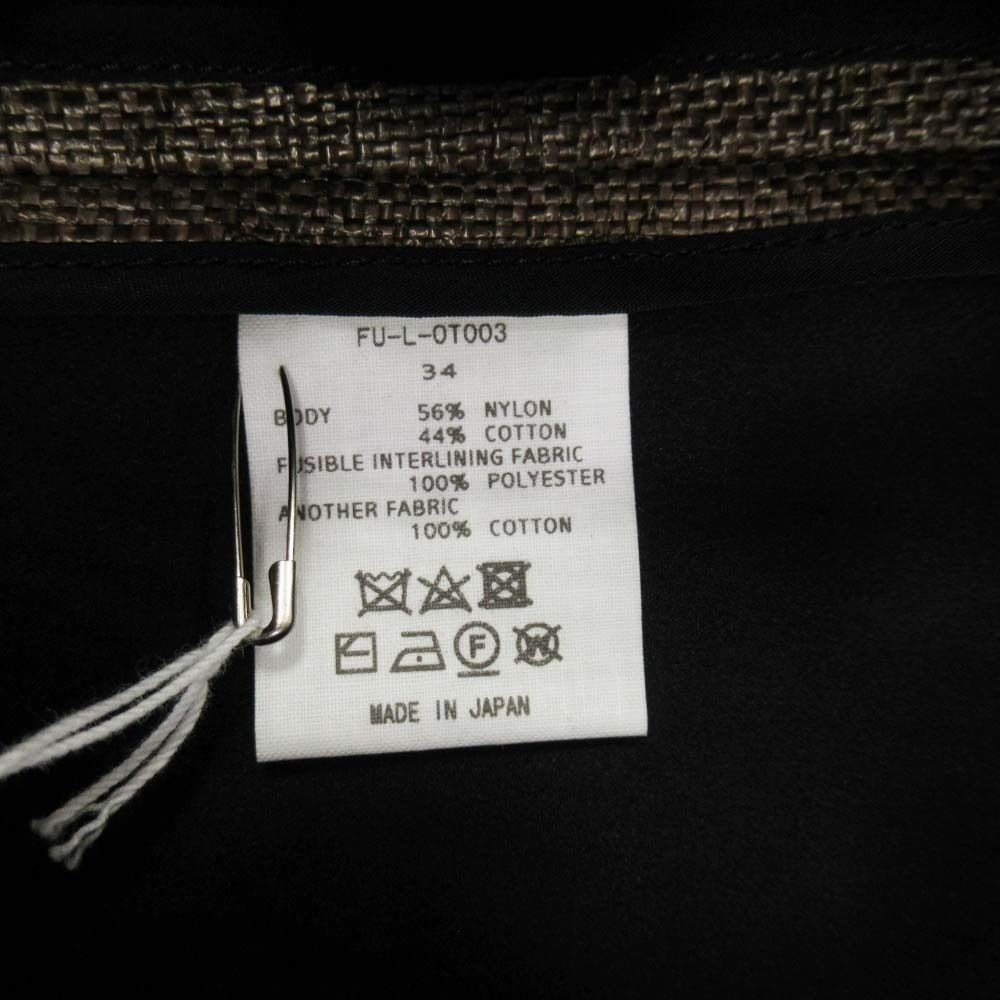 FU-L-OT003
34
BODY 56% NYLON
44% COTTON
FUSIBLE INTERLINING FABRIC
100% POLYESTER
ANOTHER FABRIC
100% COTTON
F W
MADE IN JAPAN